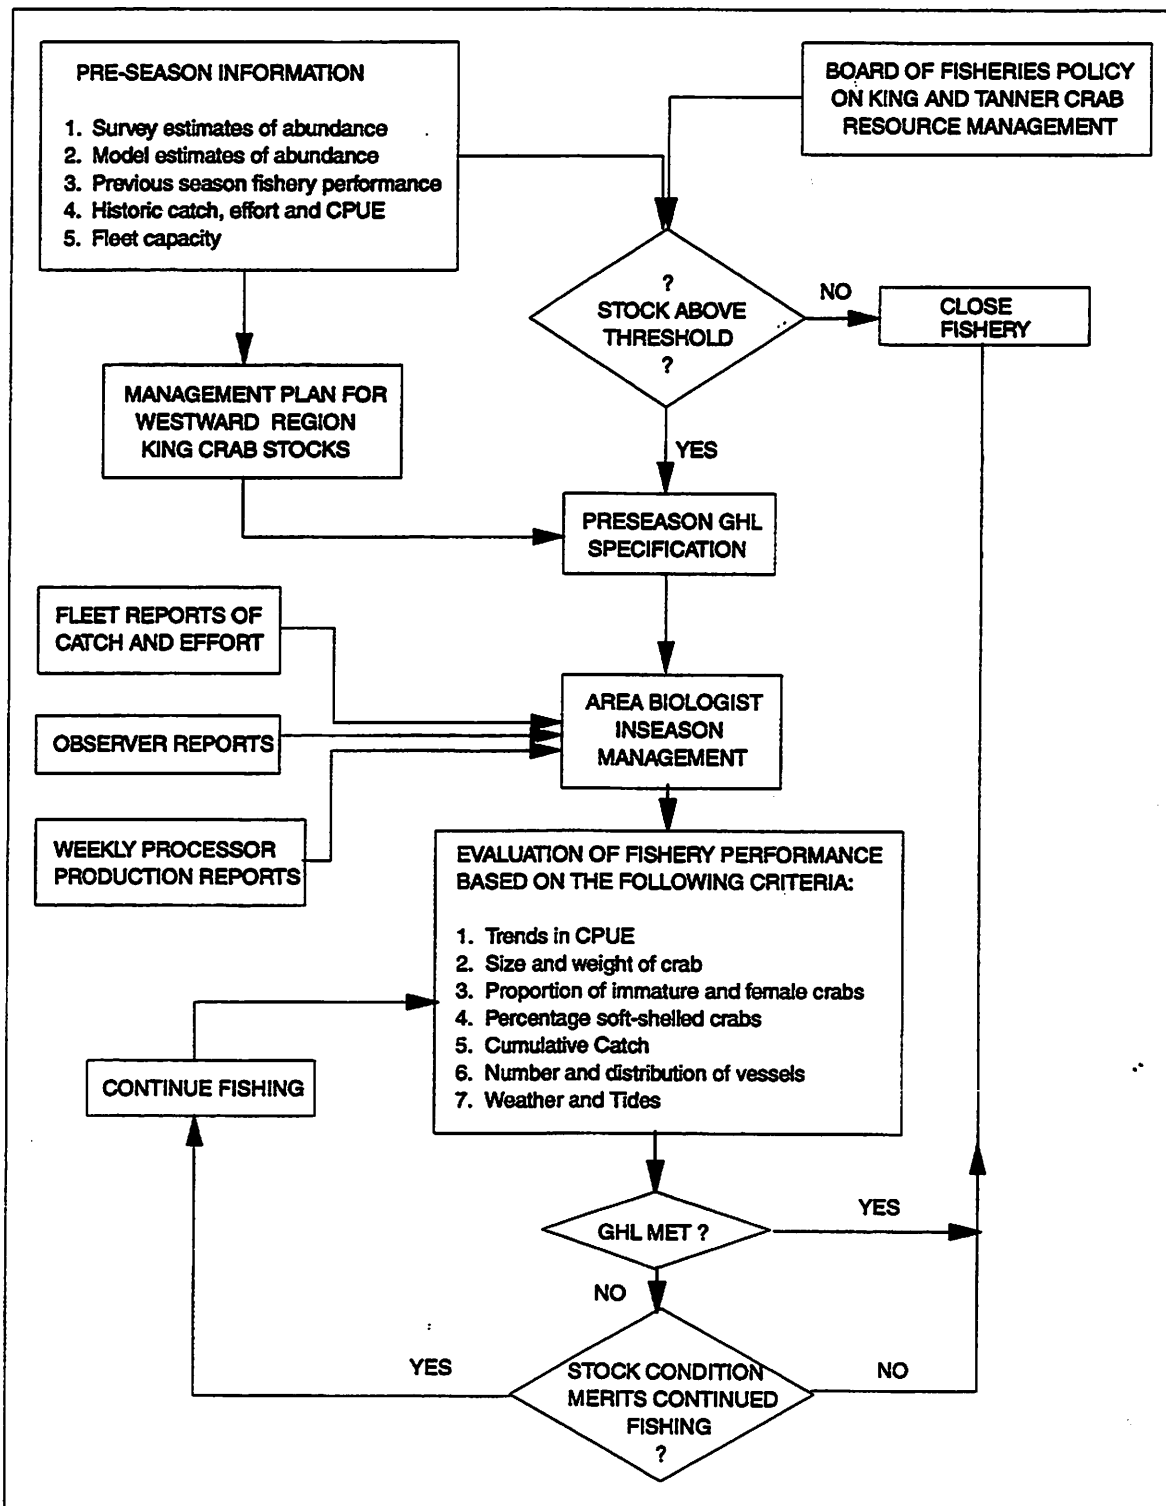 PRE-SEASON INFORMATION
1. Survey estimates of abundance
2. Model estimates of abundance
3. Previous season fishery performance
4. Historic catch, effort and CPUE
5. Fleet capacity
BOARD OF FISHERIES POLICY
ON KING AND TANNER CRAB
RESOURCE MANAGEMENT
?
STOCK ABOVE
THRESHOLD
?
NO
CLOSE
FISHERY
MANAGEMENT PLAN FOR
WESTWARD REGION
KING CRAB STOCKS
YES
PRESEASON GHL
SPECIFICATION
FLEET REPORTS OF
CATCH AND EFFORT
OBSERVER REPORTS
WEEKLY PROCESSOR
PRODUCTION REPORTS
AREA BIOLOGIST
INSEASON
MANAGEMENT
EVALUATION OF FISHERY PERFORMANCE
BASED ON THE FOLLOWING CRITERIA:
1. Trends in CPUE
2. Size and weight of crab
3. Proportion of immature and female crabs
4. Percentage soft-shelled crabs
5. Cumulative Catch
6. Number and distribution of vessels
7. Weather and Tides
CONTINUE FISHING
GHL MET ?
YES
NO
YES
STOCK CONDITION
MERITS CONTINUED
FISHING
?
NO